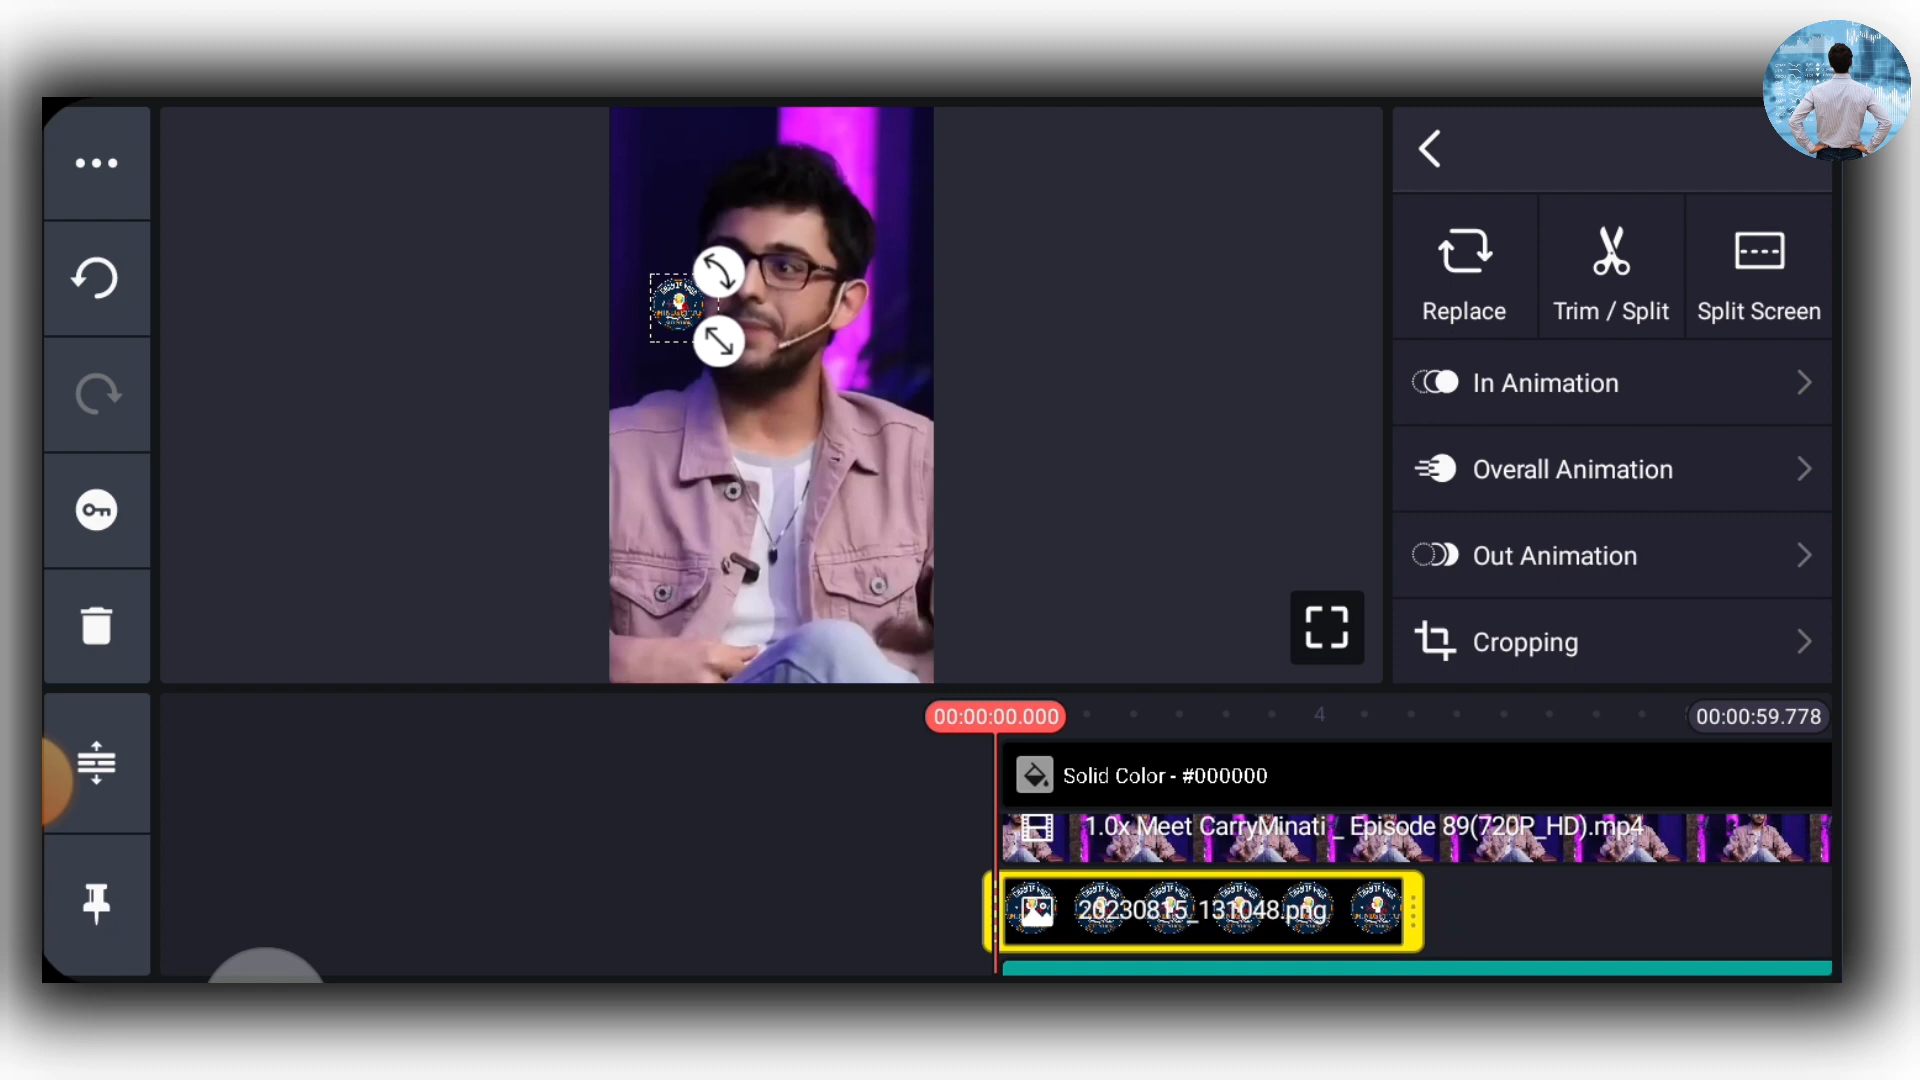 Replace
Trim / Split
Split Screen
In Animation
Overall Animation
Out Animation
Cropping
00:00:00.000
4
00:00:59.778
Solid Color - #000000
1.0x Meet CarryMinati _ Episode 89(720P_HD).mp4
20230815_131048.png